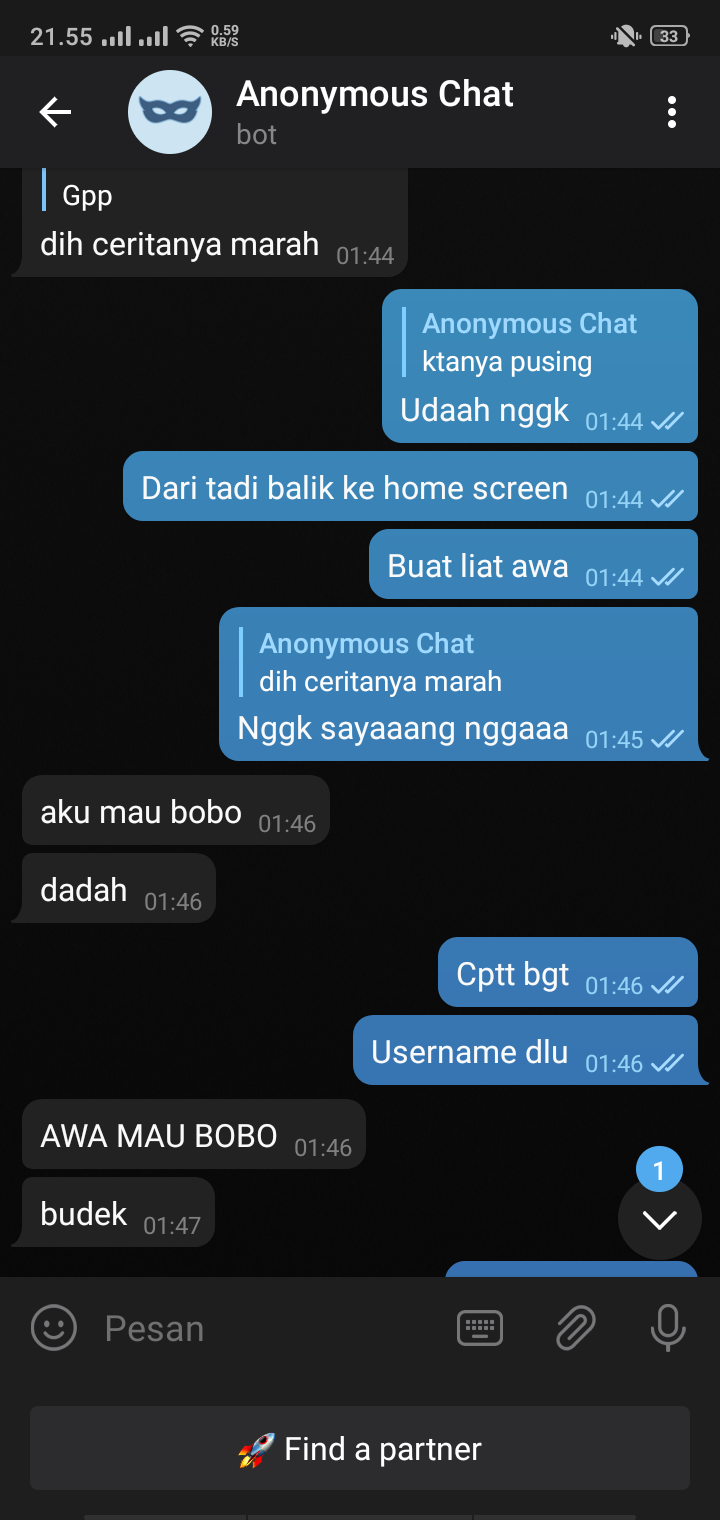 21.55
0.59
KB/S
33
Anonymous Chat
bot
Gpp
dih ceritanya marah 01:44
Anonymous Chat
ktanya pusing
Udaah nggk 01:44
Dari tadi balik ke home screen 01:44
Buat liat awa 01:44
Anonymous Chat
dih ceritanya marah
Nggk sayaaang nggaaa 01:45
aku mau bobo 01:46
dadah 01:46
Cptt bgt 01:46
Username dlu 01:46
AWA MAU BOBO 01:46
1
budek 01:47
Pesan
🚀 Find a partner